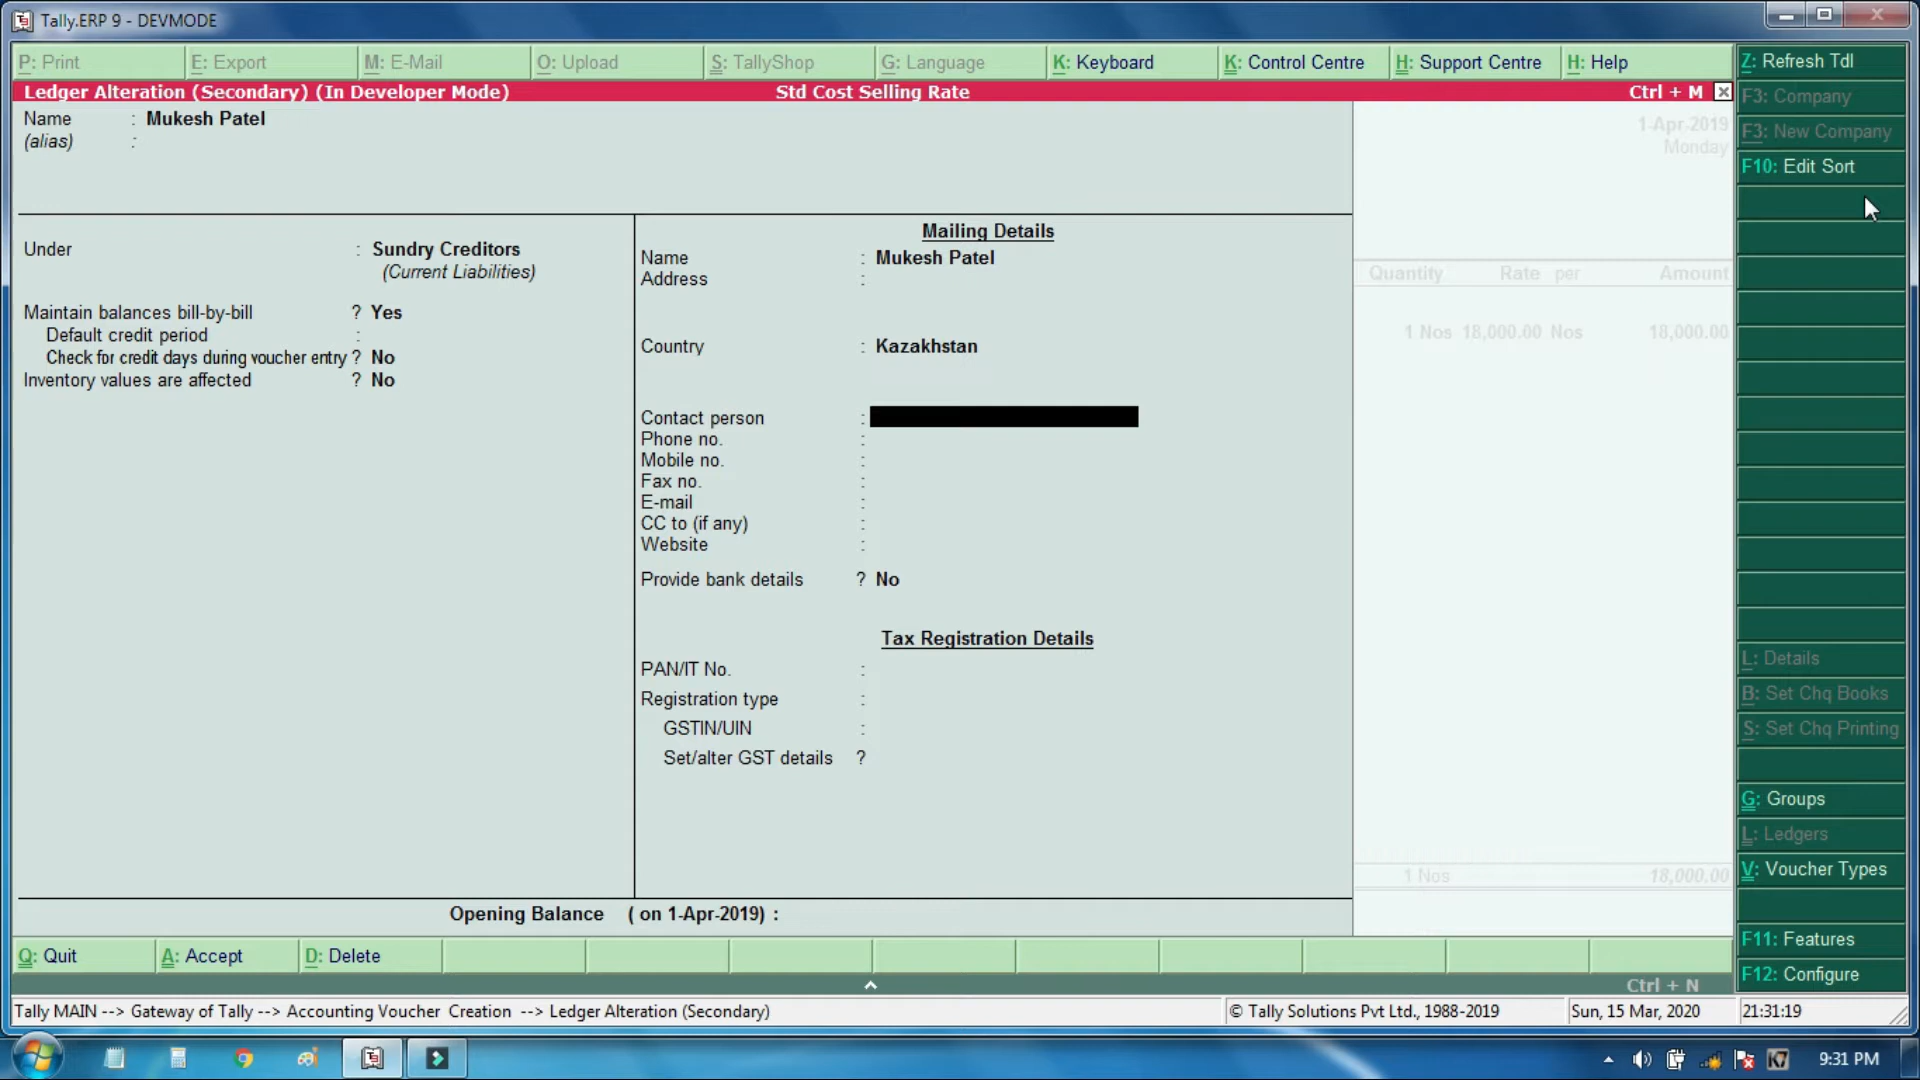 Tally.ERP 9 - DEVMODE
P: Print E: Export M: E-Mail O: Upload S: TallyShop G: Language K: Keyboard K: Control Centre H: Support Centre H: Help
Ledger Alteration (Secondary) (In Developer Mode) Std Cost Selling Rate Ctrl + M
Name : Mukesh Patel
(alias) :
Under : Sundry Creditors
(Current Liabilities)
Maintain balances bill-by-bill ? Yes
Default credit period :
Check for credit days during voucher entry ? No
Inventory values are affected ? No
Mailing Details
Name : Mukesh Patel
Address :
Country : Kazakhstan
Contact person :
Phone no. :
Mobile no. :
Fax no. :
E-mail :
CC to (if any) :
Website :
Provide bank details ? No
Tax Registration Details
PAN/IT No. :
Registration type :
GSTIN/UIN :
Set/alter GST details ?
Opening Balance ( on 1-Apr-2019) :
1-Apr-2019
Monday
Quantity Rate per Amount
1 Nos 18,000.00 Nos 18,000.00
1 Nos 18,000.00
Z: Refresh Tdl
F3: Company
F3: New Company
F10: Edit Sort
L: Details
B: Set Chq Books
S: Set Chq Printing
G: Groups
L: Ledgers
V: Voucher Types
F11: Features
F12: Configure
Q: Quit A: Accept D: Delete
Ctrl + N
Tally MAIN --> Gateway of Tally --> Accounting Voucher Creation --> Ledger Alteration (Secondary) © Tally Solutions Pvt Ltd., 1988-2019 Sun, 15 Mar, 2020 21:31:19
K7 9:31 PM